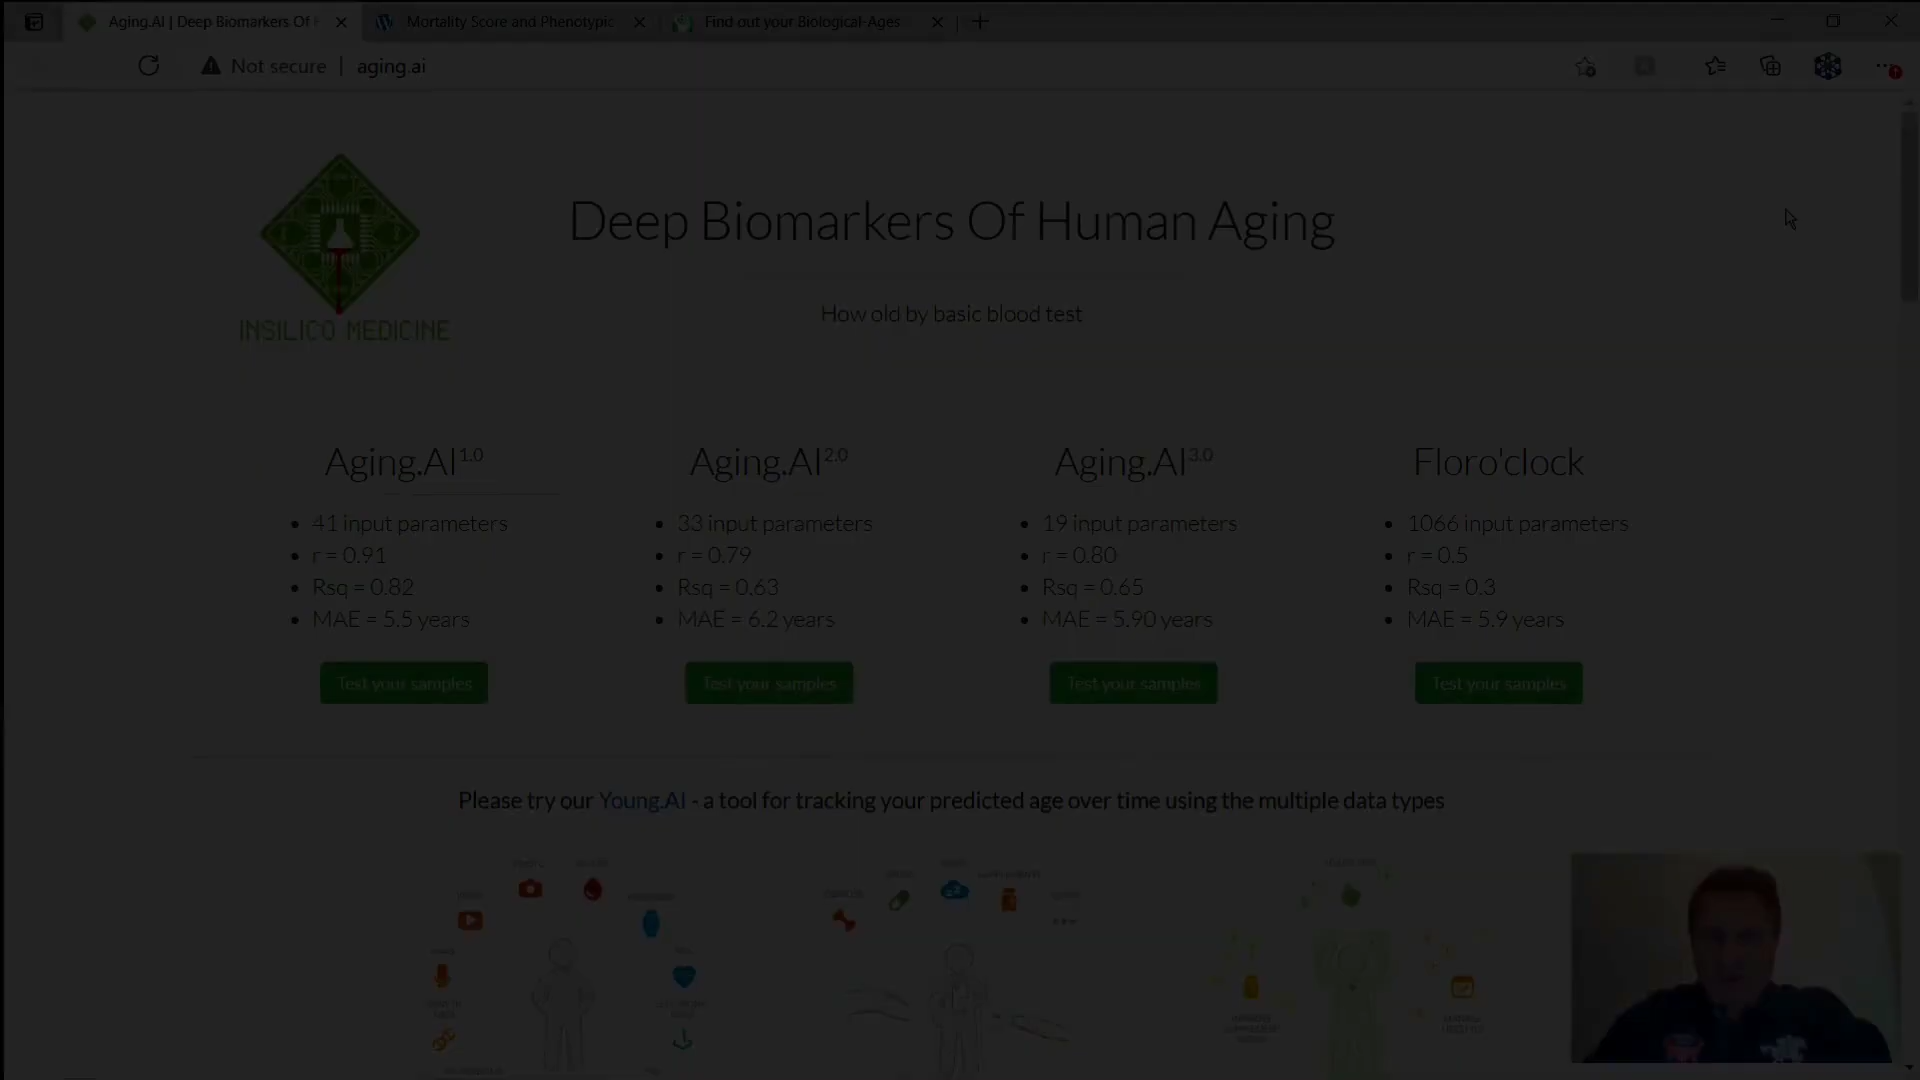 Aging.AI | Deep Biomarkers Of H
Mortality Score and Phenotypic
Find out your Biological-Ages
Not secure | aging.ai
INSILICO MEDICINE
Deep Biomarkers Of Human Aging
How old by basic blood test
Aging.AI 1.0
• 41 input parameters
• r = 0.91
• Rsq = 0.82
• MAE = 5.5 years
Test your samples
Aging.AI 2.0
• 33 input parameters
• r = 0.79
• Rsq = 0.63
• MAE = 6.2 years
Test your samples
Aging.AI 3.0
• 19 input parameters
• r = 0.80
• Rsq = 0.65
• MAE = 5.90 years
Test your samples
Floro'clock
• 1066 input parameters
• r = 0.5
• Rsq = 0.3
• MAE = 5.9 years
Test your samples
Please try our Young.AI - a tool for tracking your predicted age over time using the multiple data types